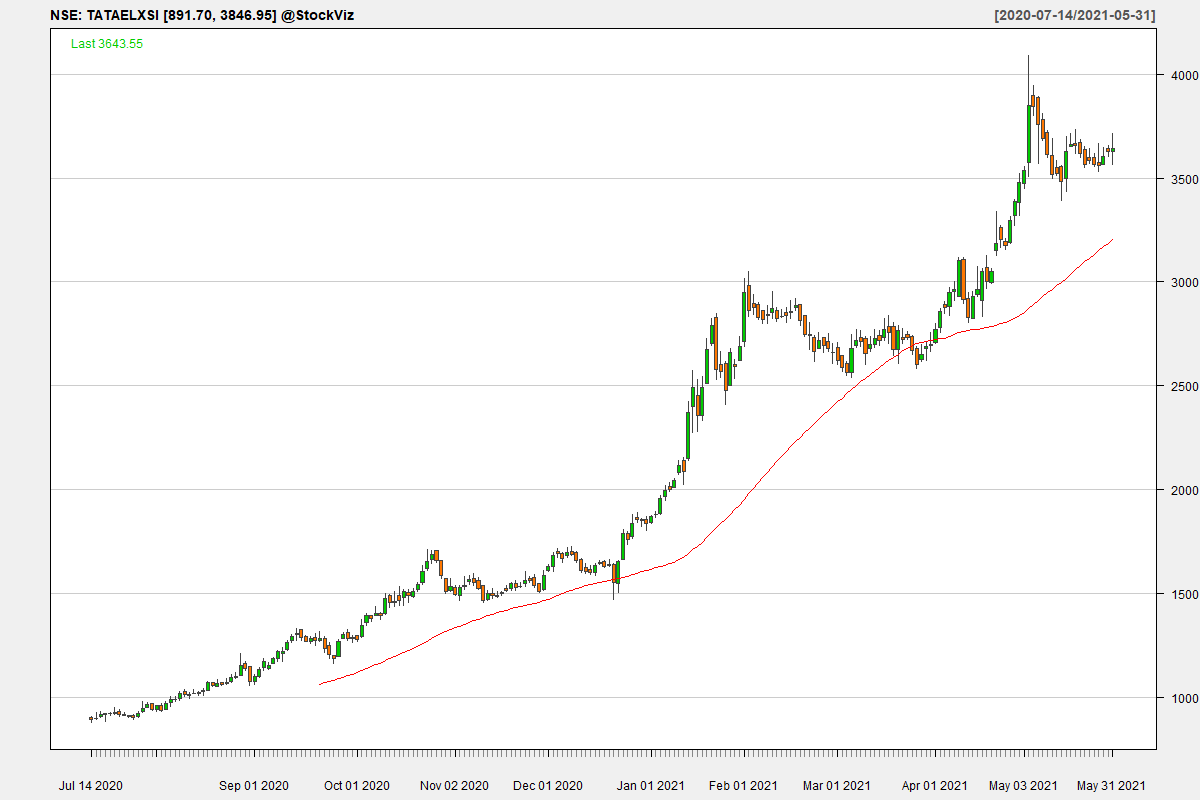 NSE: TATAELXSI [891.70, 3846.95] @StockViz [2020-07-14/2021-05-31]
Last 3643.55
4000
3500
3000
2500
2000
1500
1000
Jul 14 2020 Sep 01 2020 Oct 01 2020 Nov 02 2020 Dec 01 2020 Jan 01 2021 Feb 01 2021 Mar 01 2021 Apr 01 2021 May 03 2021 May 31 2021